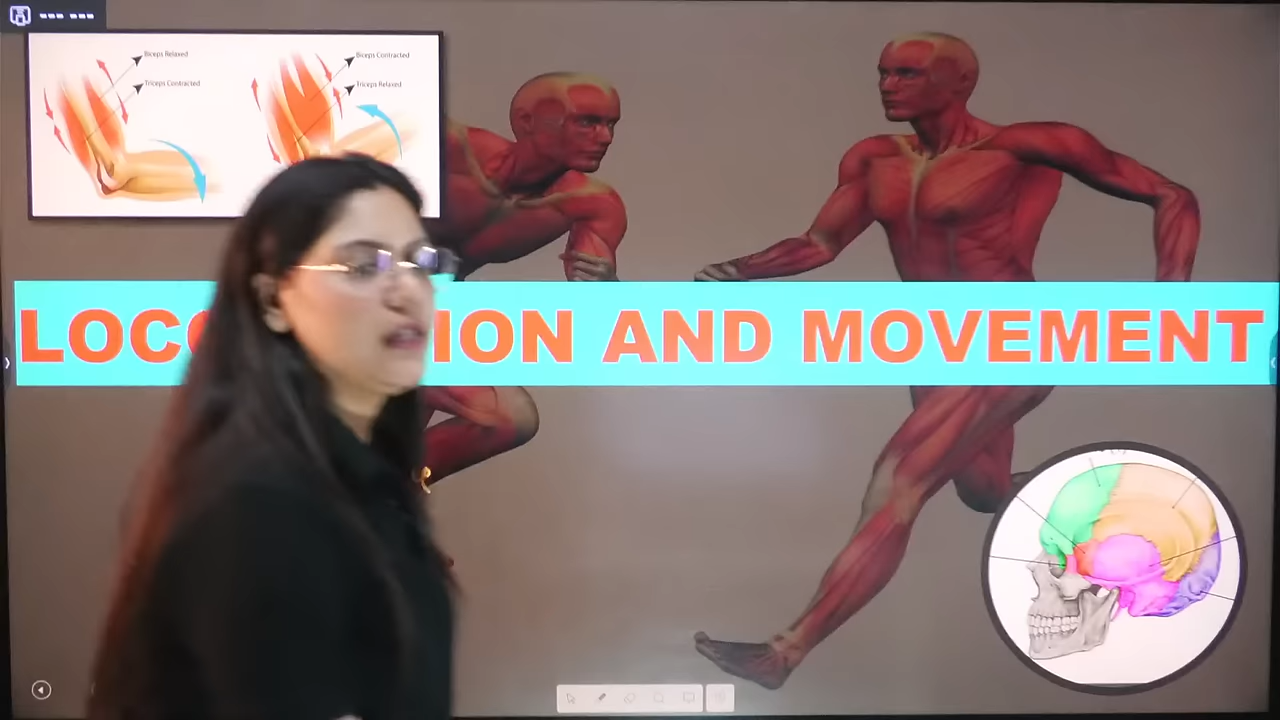 Biceps Relaxed
Triceps Contracted
Biceps Contracted
Triceps Relaxed
LOCO ION AND MOVEMENT